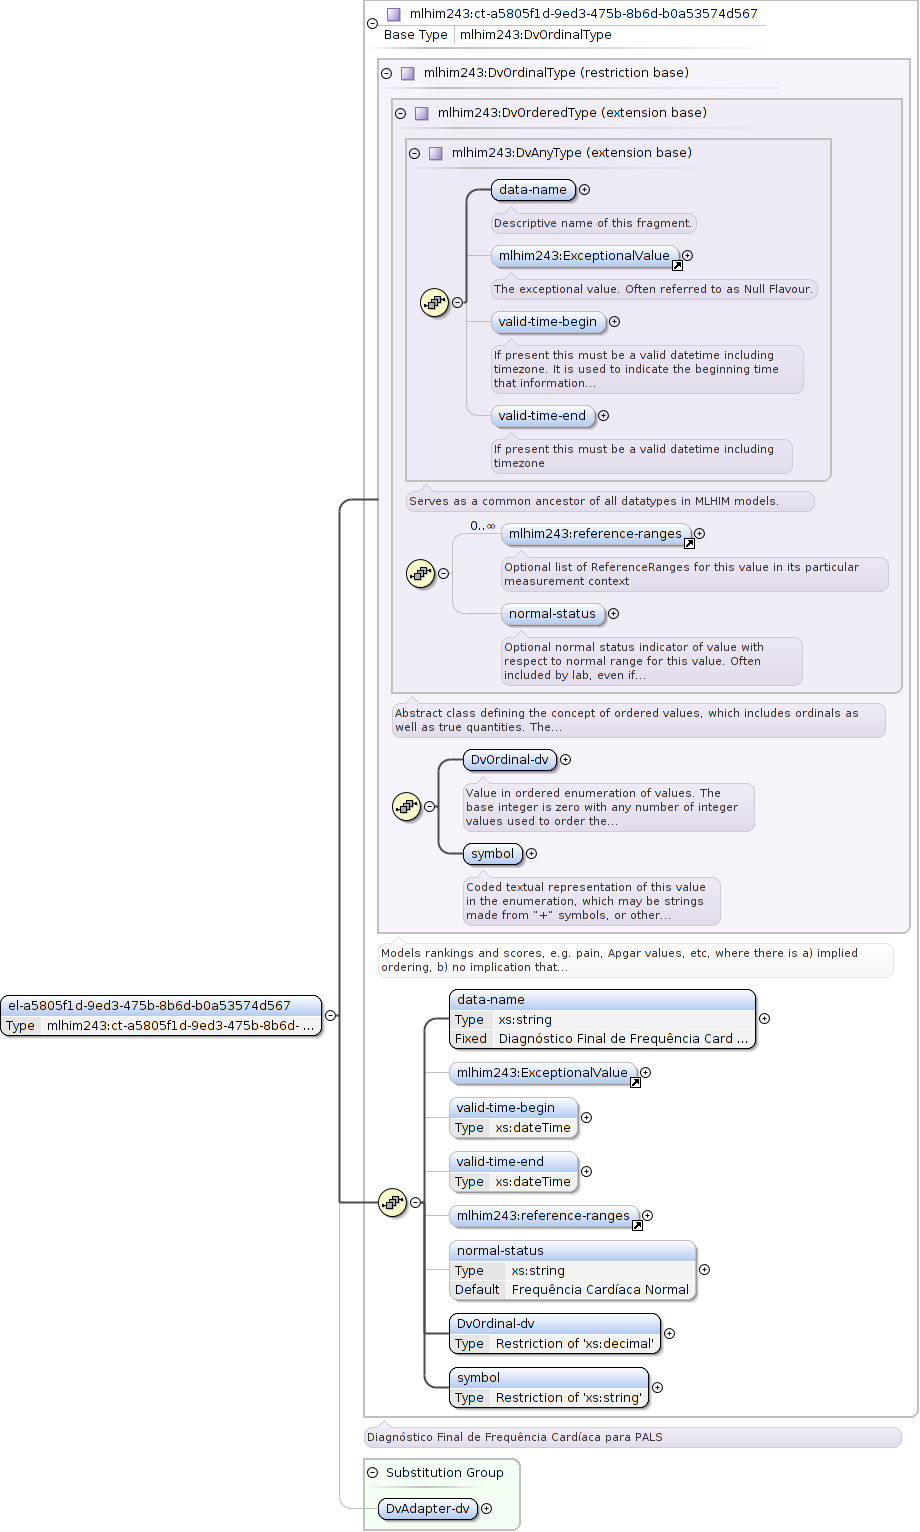 mlhim243:ct-a5805f1d-9ed3-475b-8b6d-b0a53574d567
Base Type mlhim243:DvOrdinalType
mlhim243:DvOrdinalType (restriction base)
mlhim243:DvOrderedType (extension base)
mlhim243:DvAnyType (extension base)
data-name
Descriptive name of this fragment.
mlhim243:ExceptionalValue
The exceptional value. Often referred to as Null Flavour.
valid-time-begin
If present this must be a valid datetime including
timezone. It is used to indicate the beginning time
that information...
valid-time-end
If present this must be a valid datetime including
timezone
Serves as a common ancestor of all datatypes in MLHIM models.
0..∞
mlhim243:reference-ranges
Optional list of ReferenceRanges for this value in its particular
measurement context
normal-status
Optional normal status indicator of value with
respect to normal range for this value. Often
included by lab, even if...
Abstract class defining the concept of ordered values, which includes ordinals as
well as true quantities. The...
DvOrdinal-dv
Value in ordered enumeration of values. The
base integer is zero with any number of integer
values used to order the...
symbol
Coded textual representation of this value
in the enumeration, which may be strings
made from "+" symbols, or other...
Models rankings and scores, e.g. pain, Apgar values, etc, where there is a) implied
ordering, b) no implication that...
el-a5805f1d-9ed3-475b-8b6d-b0a53574d567
Type mlhim243:ct-a5805f1d-9ed3-475b-8b6d- ...
data-name
Type xs:string
Fixed Diagnóstico Final de Frequência Card ...
mlhim243:ExceptionalValue
valid-time-begin
Type xs:dateTime
valid-time-end
Type xs:dateTime
mlhim243:reference-ranges
normal-status
Type xs:string
Default Frequência Cardíaca Normal
DvOrdinal-dv
Type Restriction of 'xs:decimal'
symbol
Type Restriction of 'xs:string'
Diagnóstico Final de Frequência Cardíaca para PALS
Substitution Group
DvAdapter-dv